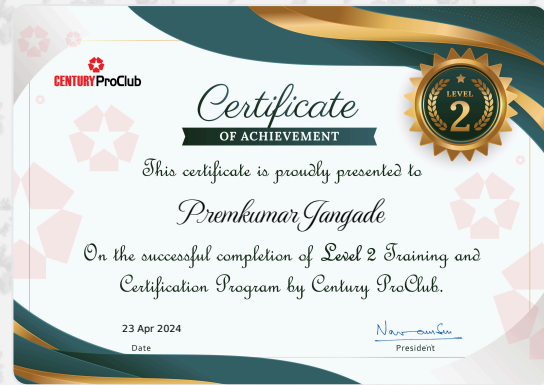 CENTURY ProClub
Certificate
OF ACHIEVEMENT
LEVEL
2
This certificate is proudly presented to
Premkumar Jangade
On the successful completion of Level 2 Training and
Certification Program by Century ProClub.
23 Apr 2024
Date
President